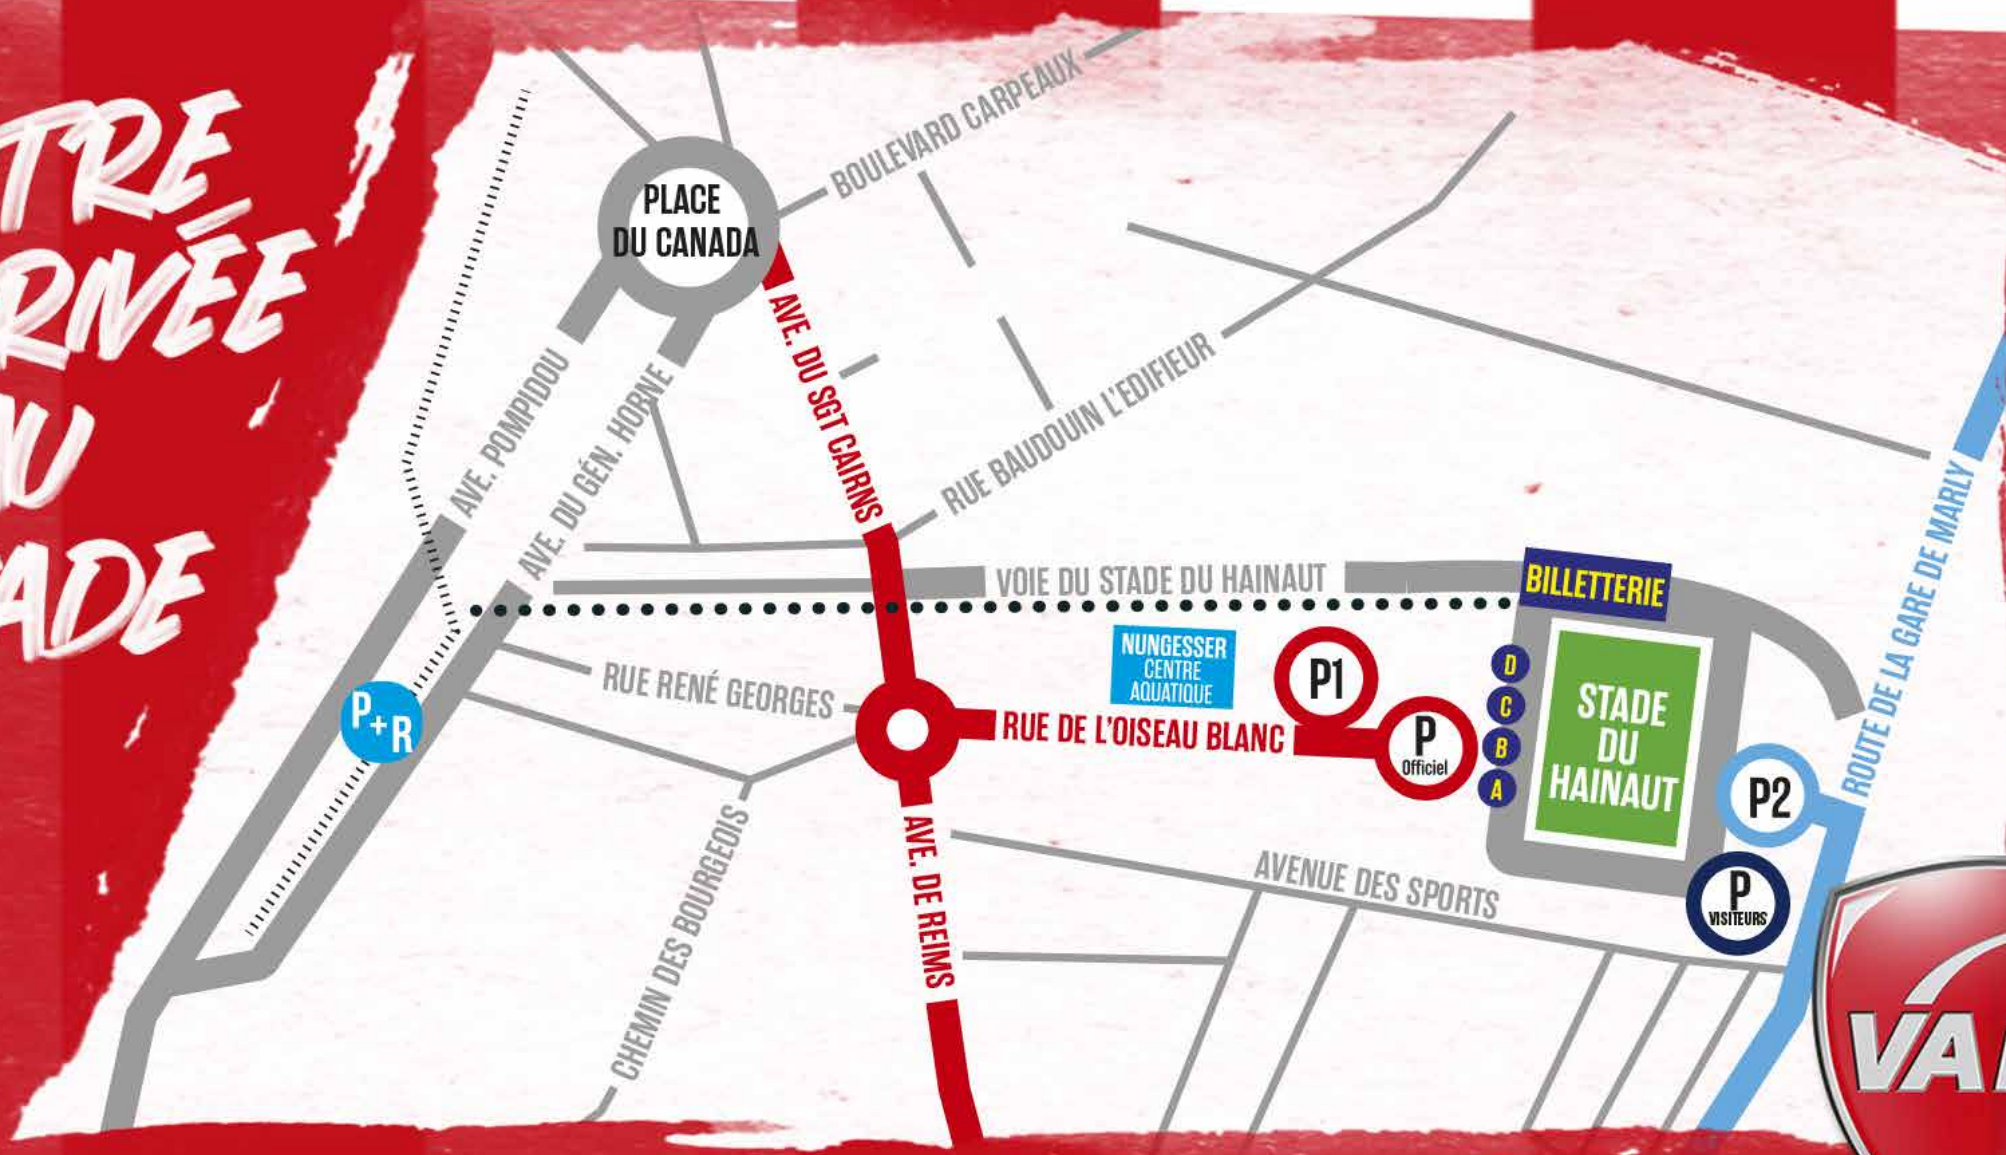 TRE
RIVÉE
U
ADE
PLACE
DU CANADA
BOULEVARD CARPEAUX
AVE. POMPIDOU
AVE. DU GÉN. HORNE
AVE. DU SGT CAIRNS
RUE BAUDOUIN L'EDIFIEUR
VOIE DU STADE DU HAINAUT
BILLETTERIE
ROUTE DE LA GARE DE MARLY
NUNGESSER
CENTRE
AQUATIQUE
P1
RUE RENÉ GEORGES
P+R
RUE DE L'OISEAU BLANC
P
Officiel
D
C
B
A
STADE
DU
HAINAUT
P2
AVE. DE REIMS
CHEMIN DES BOURGEOIS
AVENUE DES SPORTS
P
VISITEURS
VA